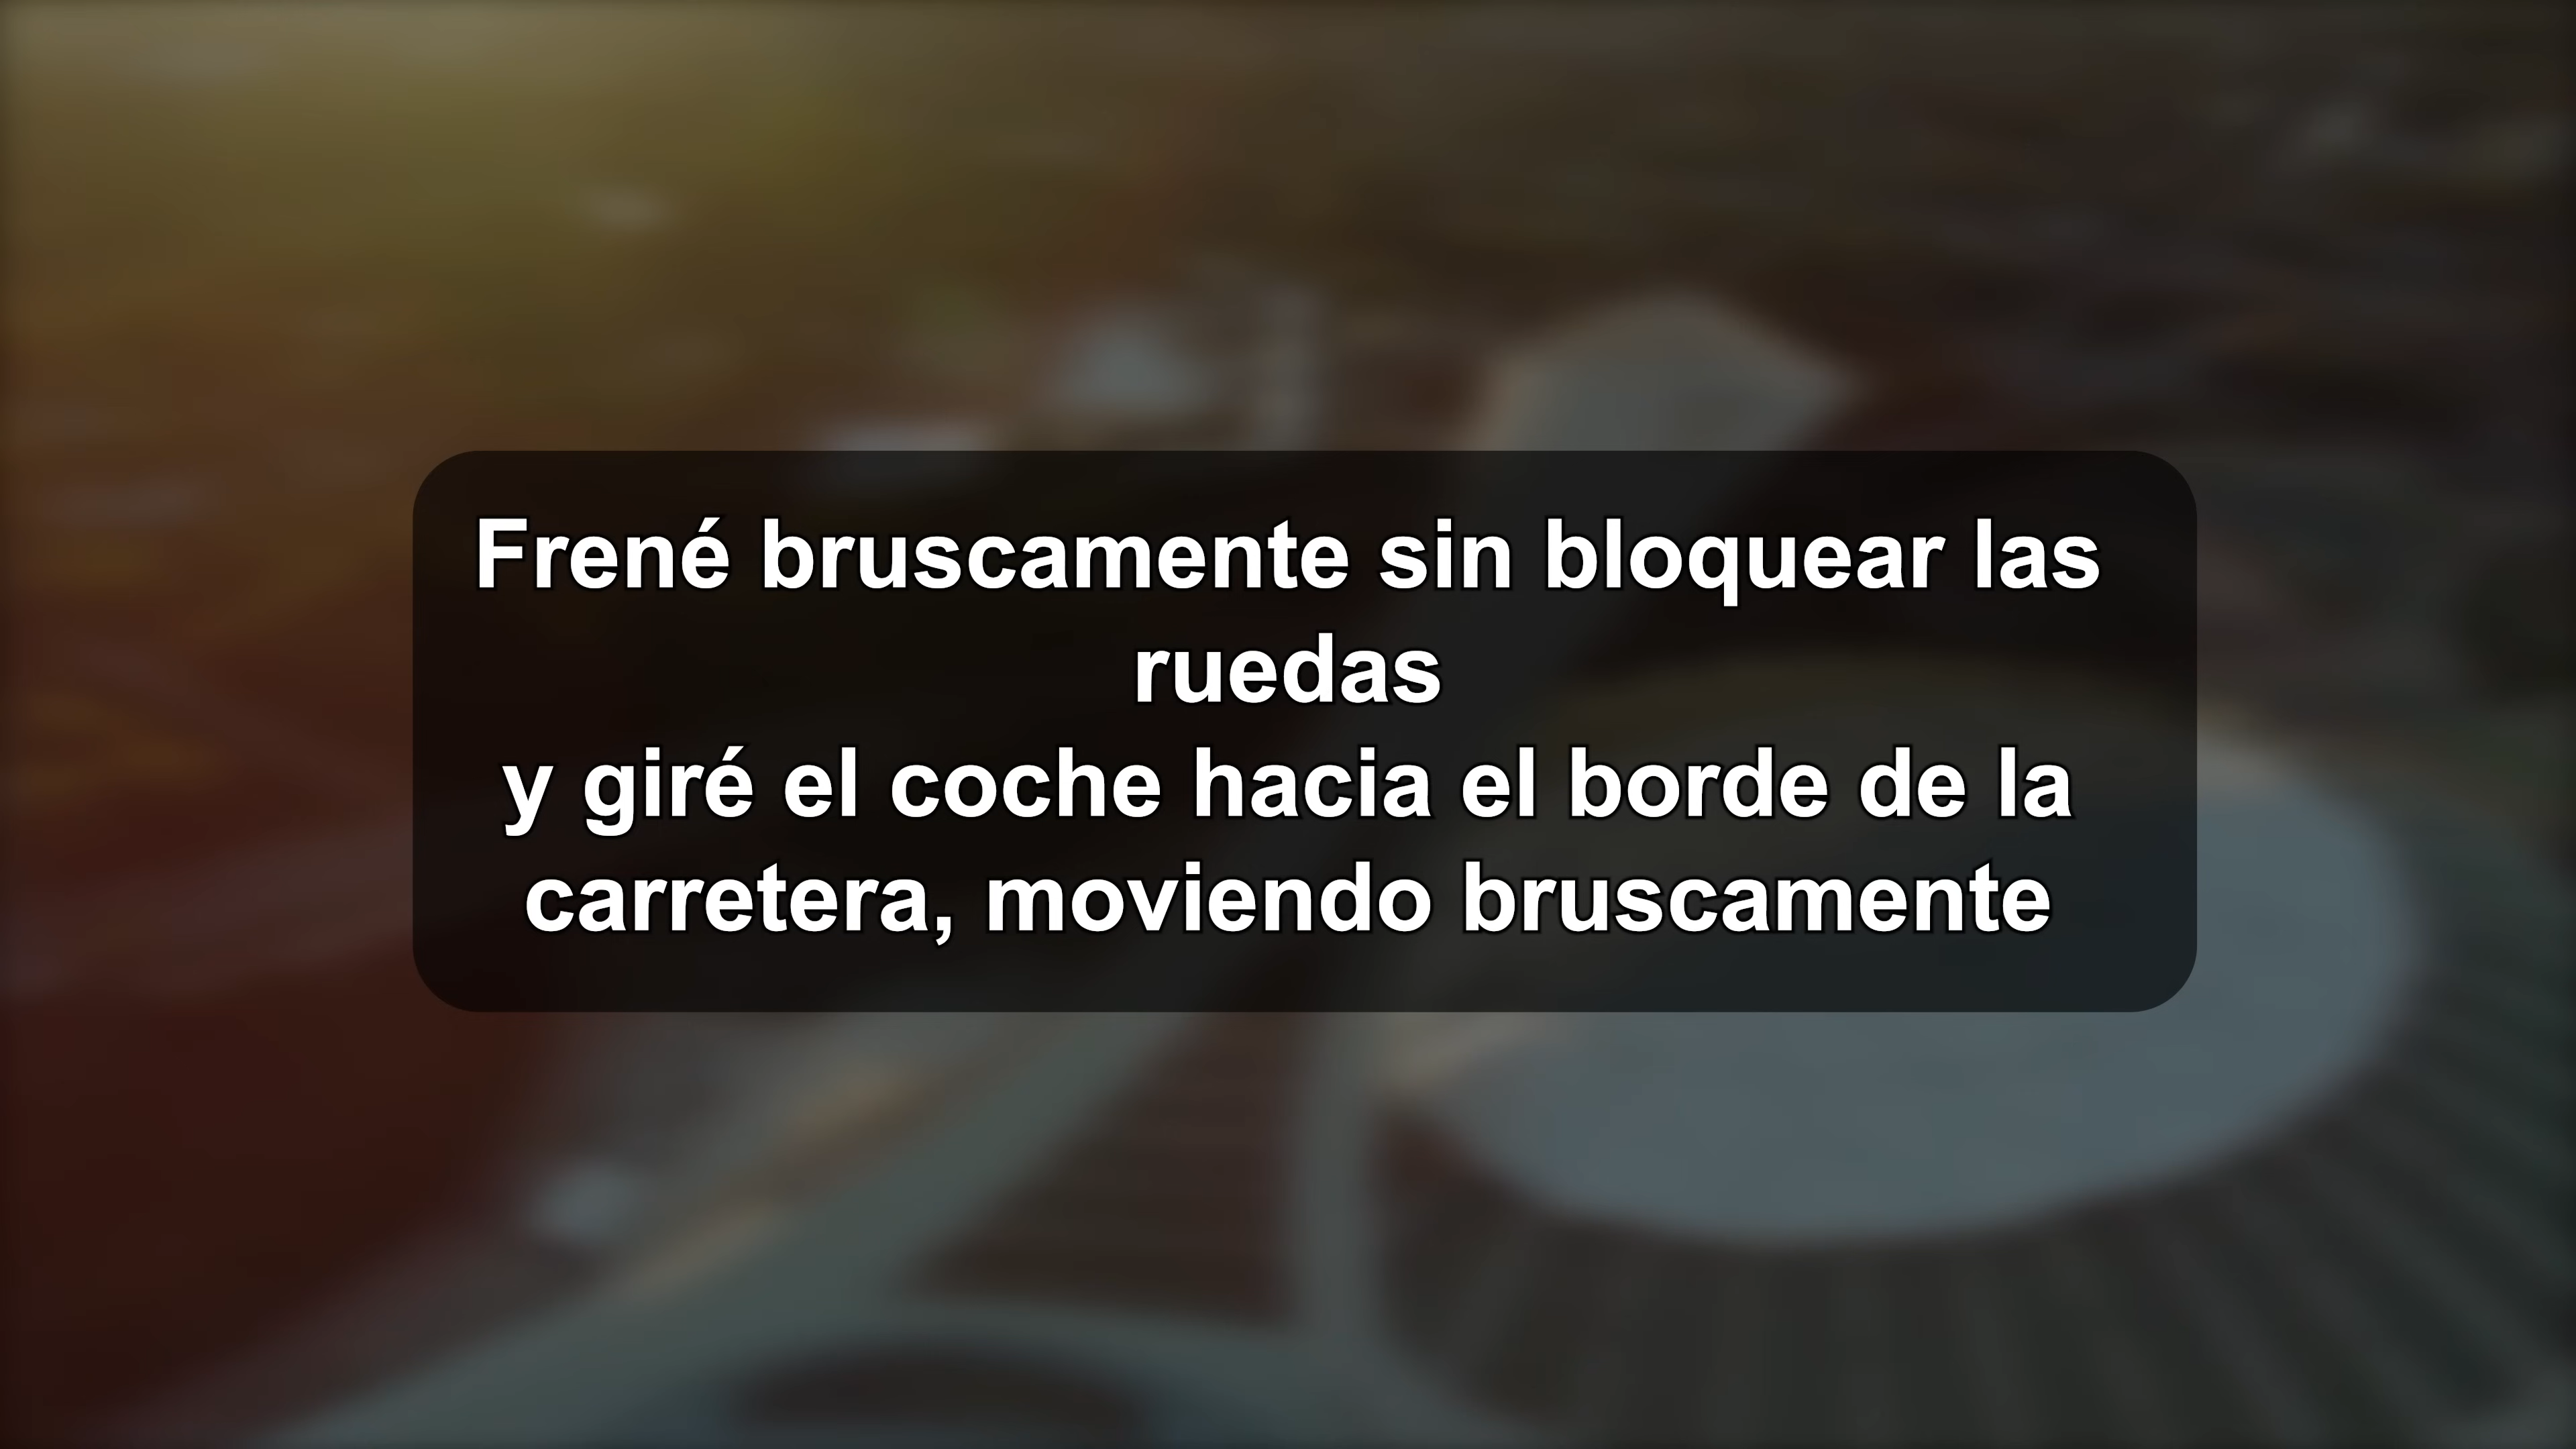 Frené bruscamente sin bloquear las
ruedas
y giré el coche hacia el borde de la
carretera, moviendo bruscamente